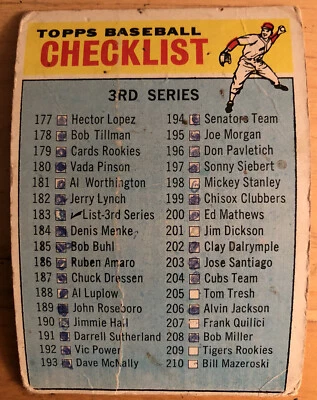 TOPPS BASEBALL
CHECKLIST
3RD SERIES
177 Hector Lopez
178 Bob Tillman
179 Cards Rookies
180 Vada Pinson
181 Al Worthington
182 Jerry Lynch
183 List-3rd Series
184 Denis Menke
185 Bob Buhl
186 Ruben Amaro
187 Chuck Dressen
188 Al Luplow
189 John Roseboro
190 Jimmie Hall
191 Darrell Sutherland
192 Vic Power
193 Dave McNally
194 Senators Team
195 Joe Morgan
196 Don Pavletich
197 Sonny Siebert
198 Mickey Stanley
199 Chisox Clubbers
200 Ed Mathews
201 Jim Dickson
202 Clay Dalrymple
203 Jose Santiago
204 Cubs Team
205 Tom Tresh
206 Alvin Jackson
207 Frank Quilici
208 Bob Miller
209 Tigers Rookies
210 Bill Mazeroski